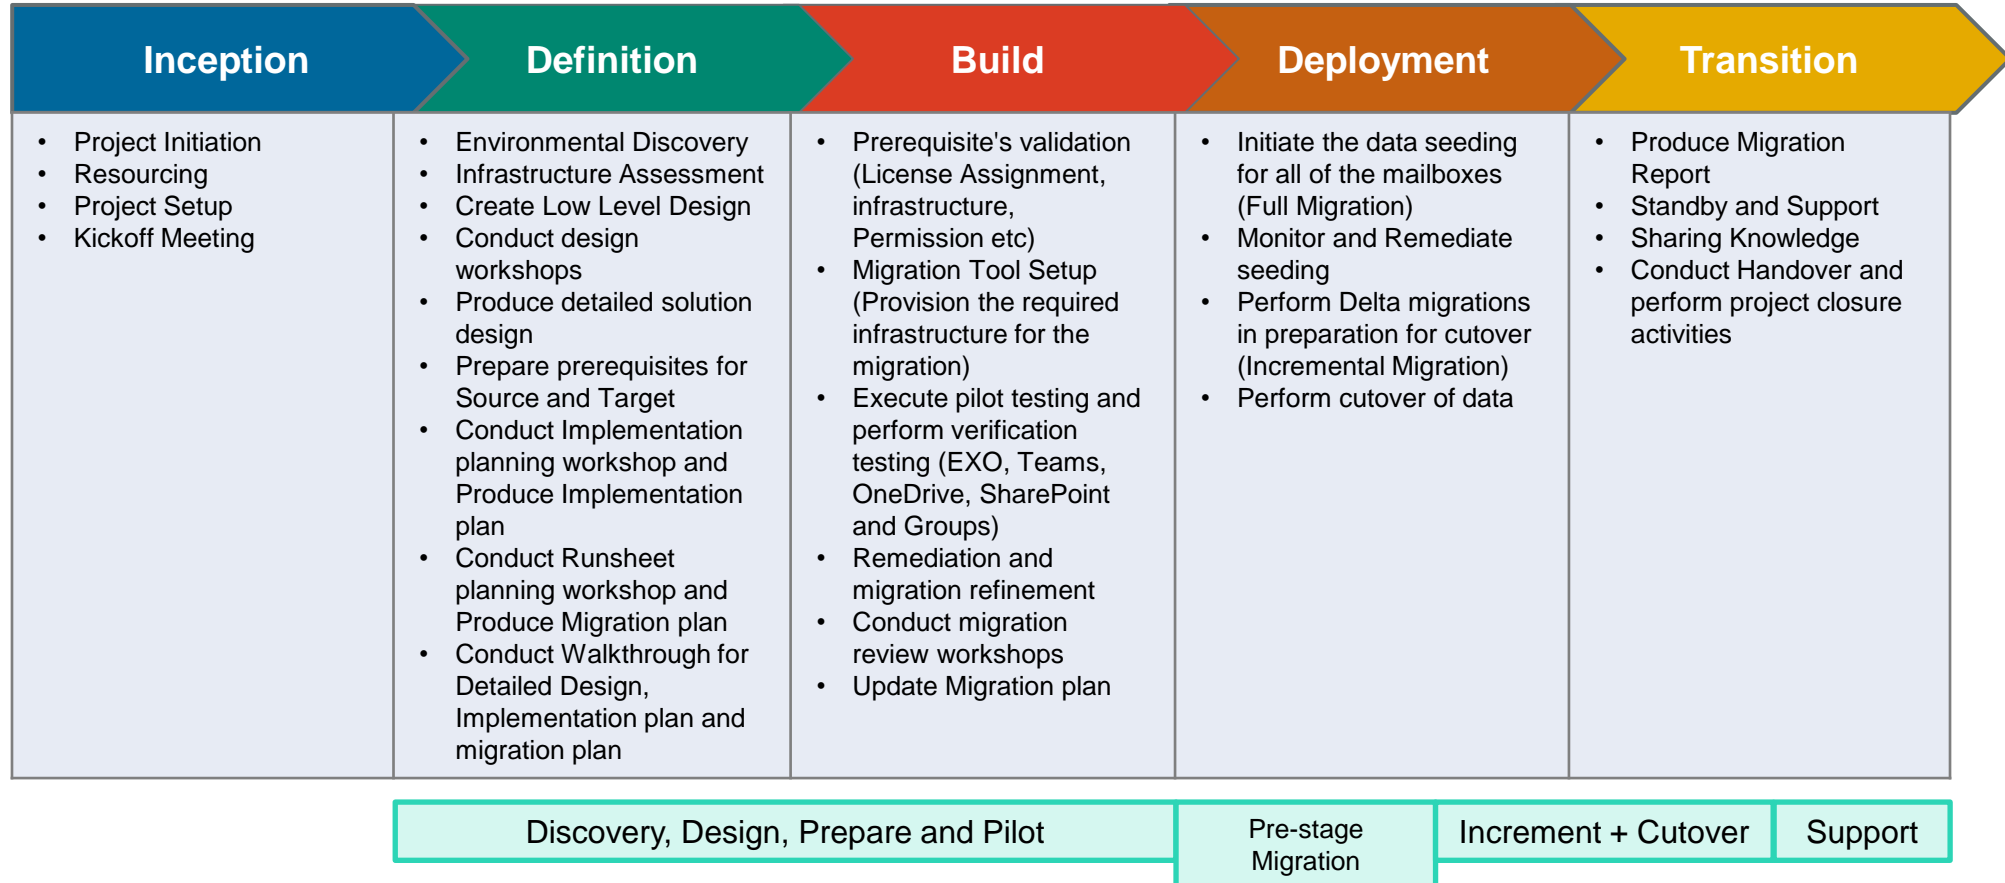 Inception
Definition
Build
Deployment
Transition
• Project Initiation
• Resourcing
• Project Setup
• Kickoff Meeting
• Environmental Discovery
• Infrastructure Assessment
• Create Low Level Design
• Conduct design
workshops
• Produce detailed solution
design
• Prepare prerequisites for
Source and Target
• Conduct Implementation
planning workshop and
Produce Implementation
plan
• Conduct Runsheet
planning workshop and
Produce Migration plan
• Conduct Walkthrough for
Detailed Design,
Implementation plan and
migration plan
• Prerequisite's validation
(License Assignment,
infrastructure,
Permission etc)
• Migration Tool Setup
(Provision the required
infrastructure for the
migration)
• Execute pilot testing and
perform verification
testing (EXO, Teams,
OneDrive, SharePoint
and Groups)
• Remediation and
migration refinement
• Conduct migration
review workshops
• Update Migration plan
• Initiate the data seeding
for all of the mailboxes
(Full Migration)
• Monitor and Remediate
seeding
• Perform Delta migrations
in preparation for cutover
(Incremental Migration)
• Perform cutover of data
• Produce Migration
Report
• Standby and Support
• Sharing Knowledge
• Conduct Handover and
perform project closure
activities
Discovery, Design, Prepare and Pilot
Pre-stage
Migration
Increment + Cutover
Support